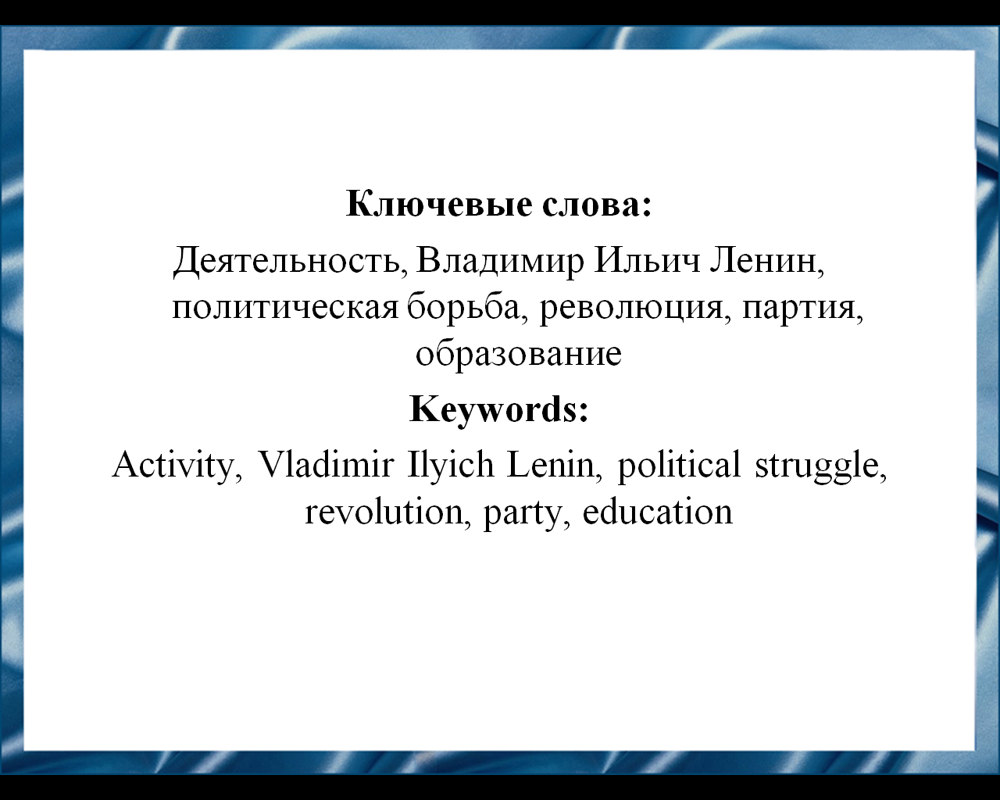 Ключевые слова:
Деятельность, Владимир Ильич Ленин,
политическая борьба, революция, партия,
образование
Keywords:
Activity, Vladimir Ilyich Lenin, political struggle,
revolution, party, education